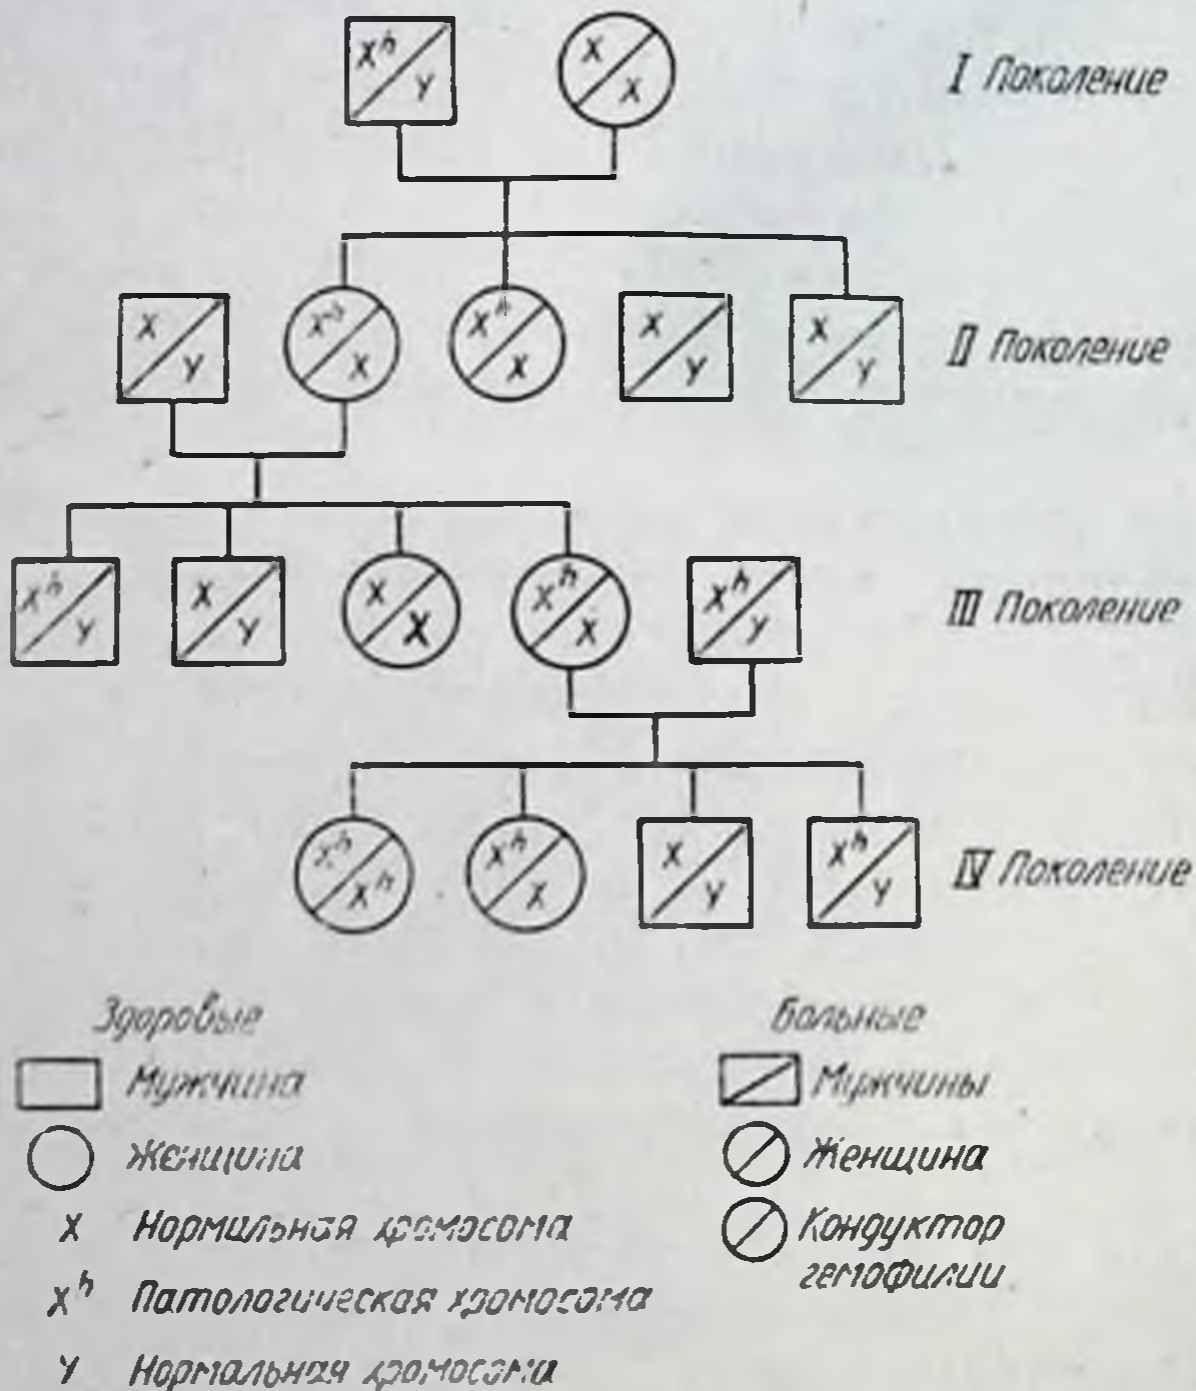 X^h Y X X I Поколение
X Y X^h X X^h X X Y X Y II Поколение
X^h Y X Y X X X^h X X^h Y III Поколение
X^h X^h X^h X X Y X^h Y IV Поколение
Здоровые Больные
Мужчина Мужчины
Женщина Женщина
X Нормальная хромосома Кондуктор
гемофилии
X^h Патологическая хромосома
Y Нормальная хромосома